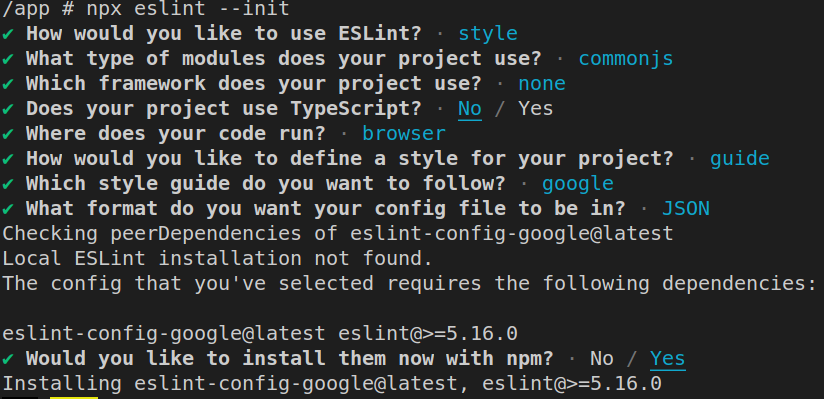 /app # npx eslint --init
✔ How would you like to use ESLint? · style
✔ What type of modules does your project use? · commonjs
✔ Which framework does your project use? · none
✔ Does your project use TypeScript? · No / Yes
✔ Where does your code run? · browser
✔ How would you like to define a style for your project? · guide
✔ Which style guide do you want to follow? · google
✔ What format do you want your config file to be in? · JSON
Checking peerDependencies of eslint-config-google@latest
Local ESLint installation not found.
The config that you've selected requires the following dependencies:
eslint-config-google@latest eslint@>=5.16.0
✔ Would you like to install them now with npm? · No / Yes
Installing eslint-config-google@latest, eslint@>=5.16.0